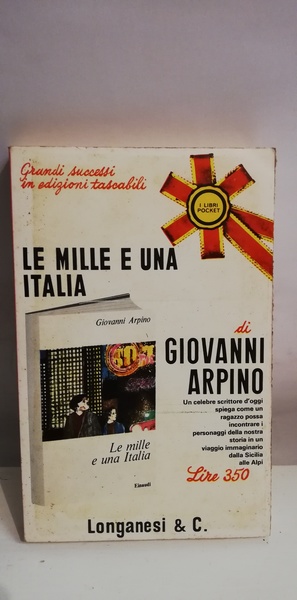 Grandi successi
in edizioni tascabili
I LIBRI
POCKET
LE MILLE E UNA
ITALIA
di
GIOVANNI
ARPINO
Giovanni Arpino
Le mille
e una Italia
Einaudi
Un celebre scrittore d'oggi
spiega come un
ragazzo possa
incontrare i
personaggi della nostra
storia in un
viaggio immaginario
dalla Sicilia
alle Alpi
Lire 350
Longanesi & C.